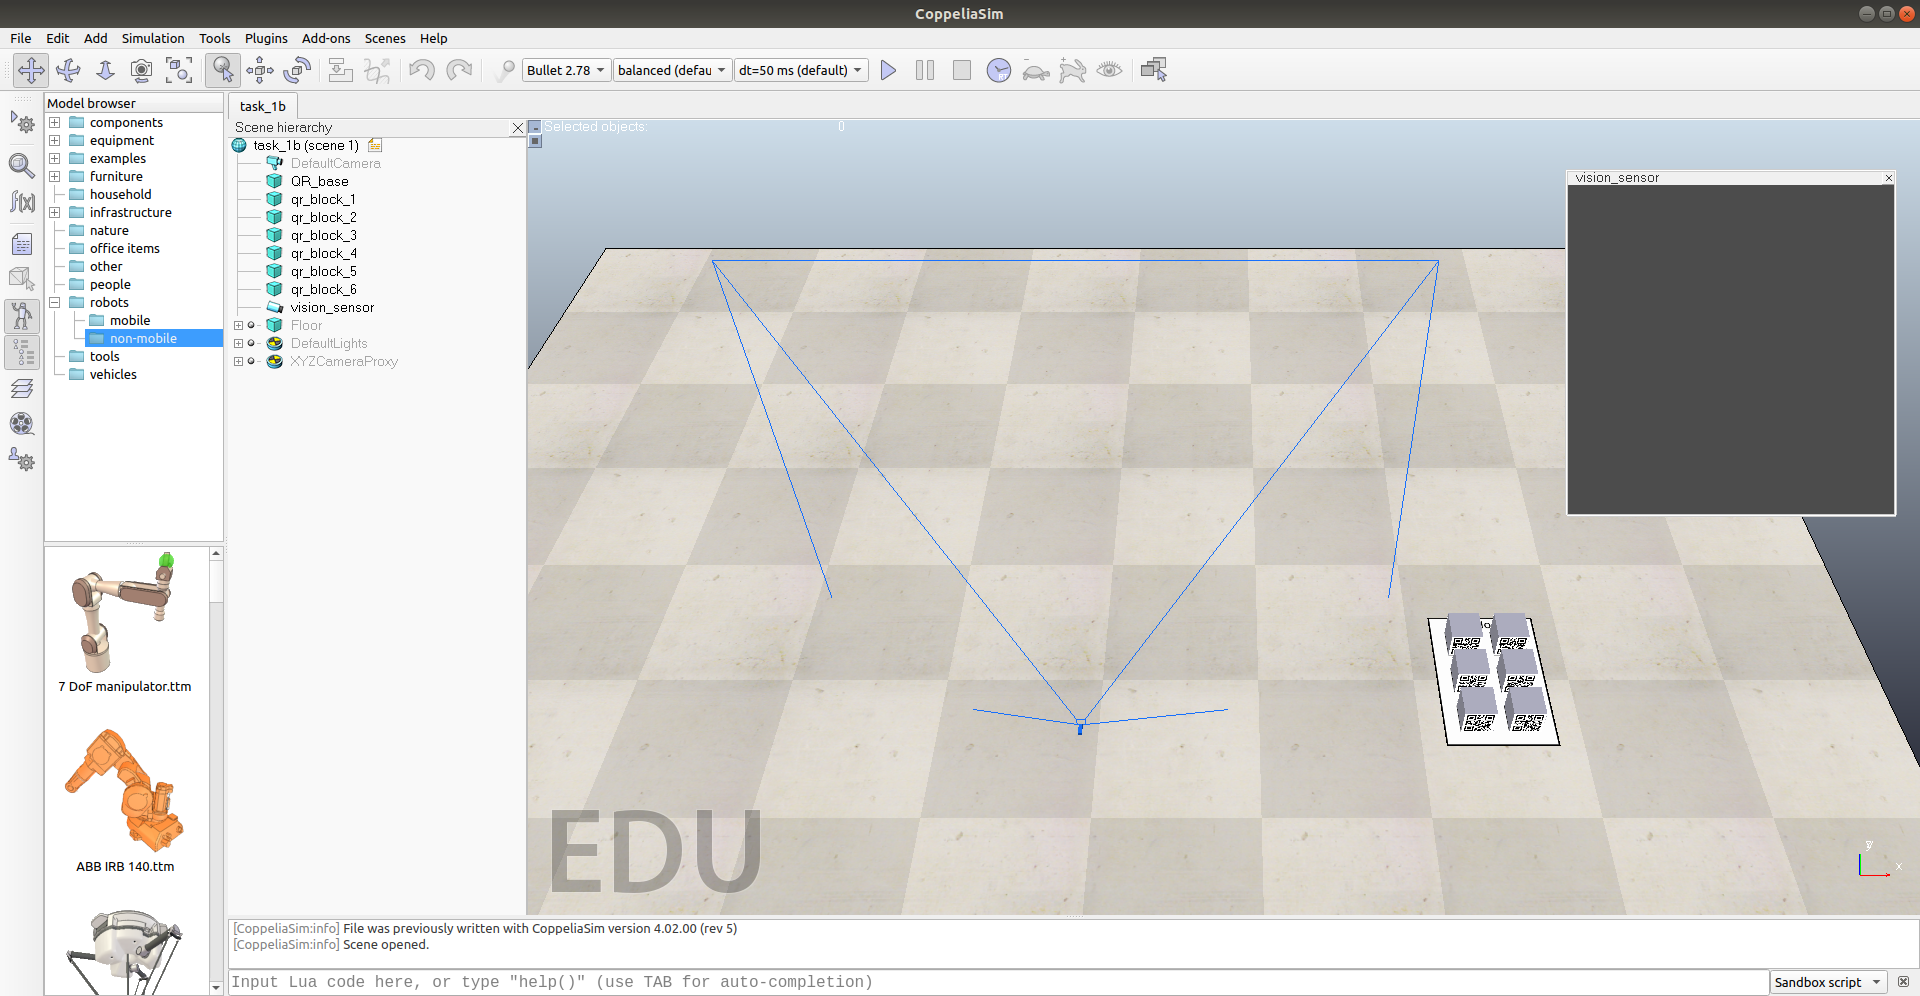 CoppeliaSim
File Edit Add Simulation Tools Plugins Add-ons Scenes Help
Bullet 2.78 balanced (defau dt=50 ms (default)
RT
Model browser
components
equipment
examples
furniture
household
infrastructure
nature
office items
other
people
robots
mobile
non-mobile
tools
vehicles
7 DoF manipulator.ttm
ABB IRB 140.ttm
task_1b
Scene hierarchy
task_1b (scene 1)
DefaultCamera
QR_base
qr_block_1
qr_block_2
qr_block_3
qr_block_4
qr_block_5
qr_block_6
vision_sensor
Floor
DefaultLights
XYZCameraProxy
Selected objects: 0
vision_sensor
EDU
x
[CoppeliaSim:info] File was previously written with CoppeliaSim version 4.02.00 (rev 5)
[CoppeliaSim:info] Scene opened.
Input Lua code here, or type "help()" (use TAB for auto-completion)
Sandbox script